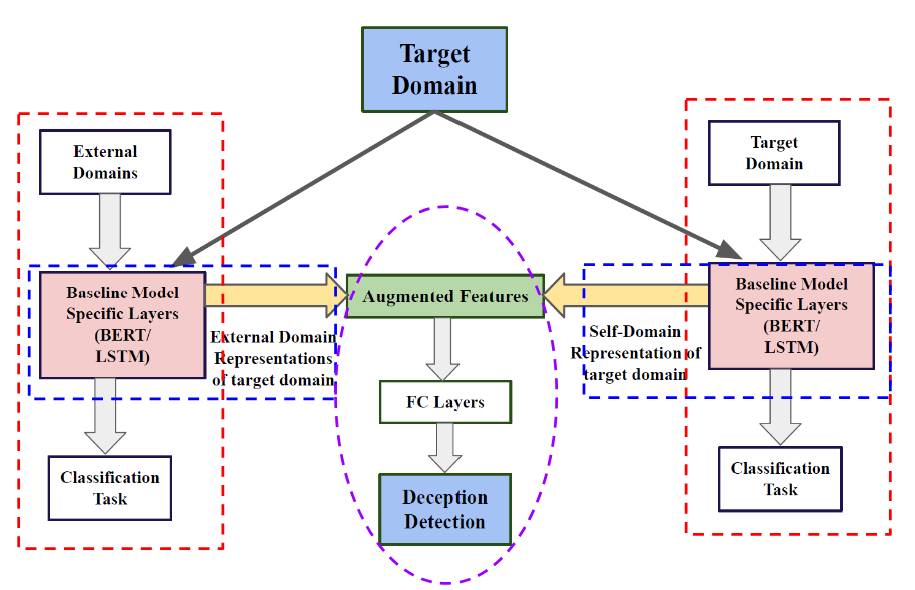 Target
Domain
External
Domains
Target
Domain
Baseline Model
Specific Layers
(BERT/
LSTM)
External Domain
Representations
of target domain
Augmented Features
Self-Domain
Representation of
target domain
Baseline Model
Specific Layers
(BERT/
LSTM)
FC Layers
Classification
Task
Deception
Detection
Classification
Task